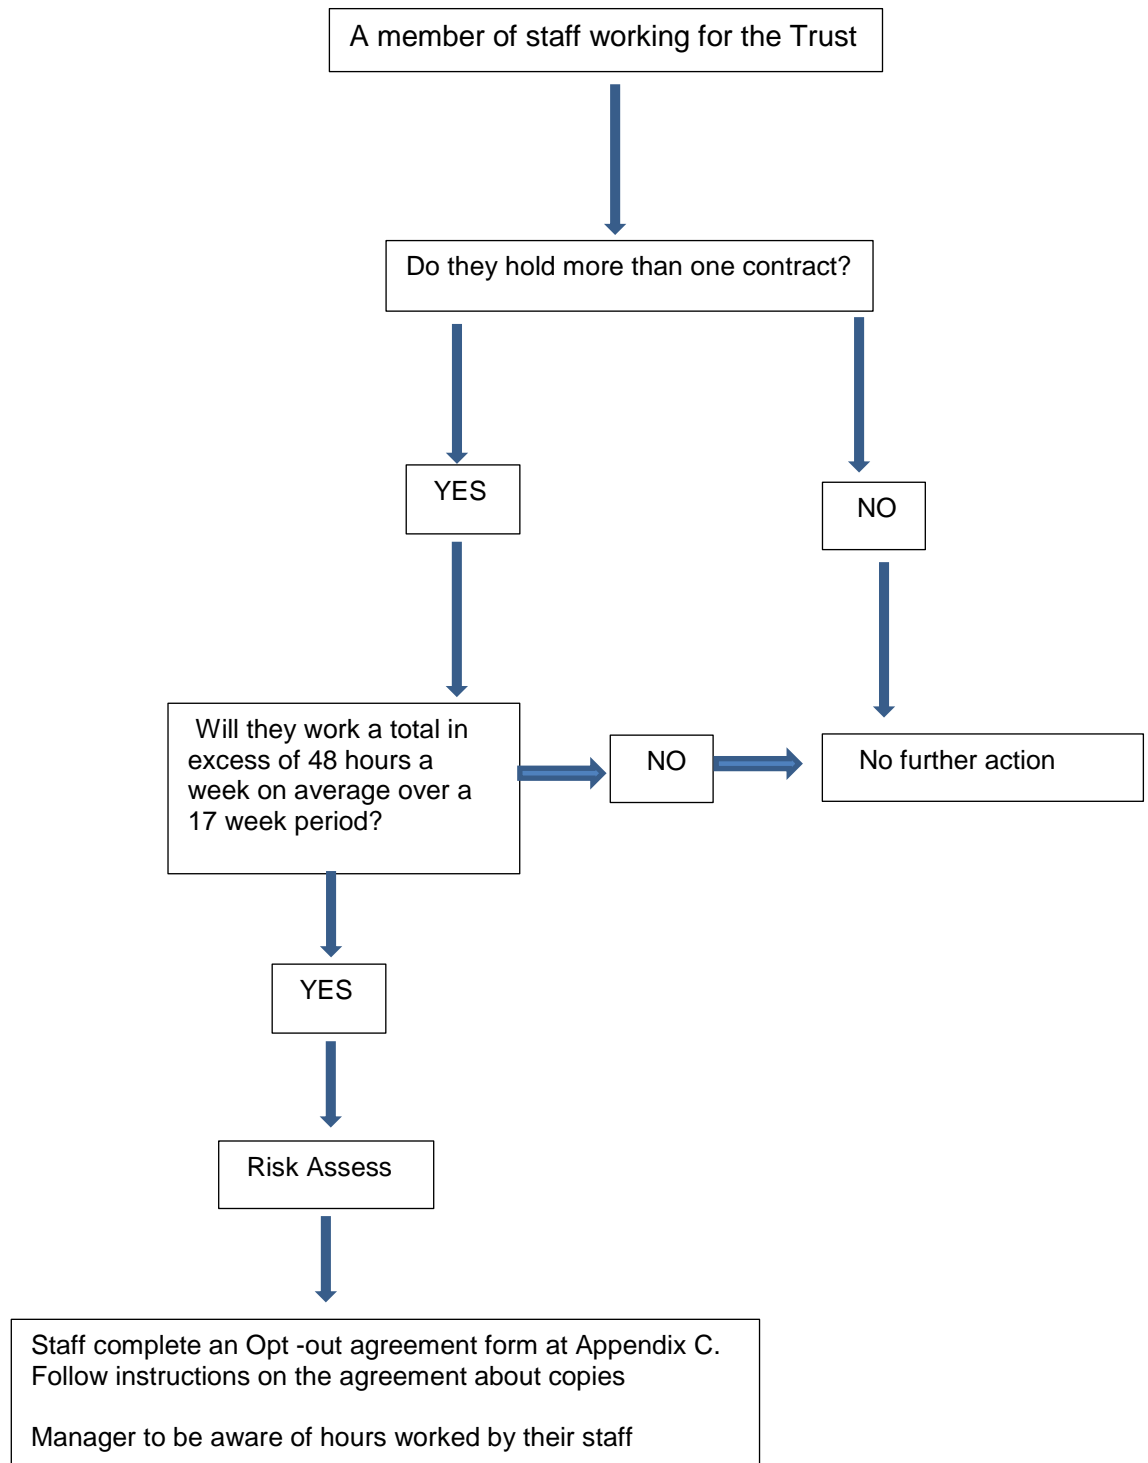 A member of staff working for the Trust
Do they hold more than one contract?
YES
NO
Will they work a total in
excess of 48 hours a
week on average over a
17 week period?
NO
No further action
YES
Risk Assess
Staff complete an Opt -out agreement form at Appendix C.
Follow instructions on the agreement about copies
Manager to be aware of hours worked by their staff